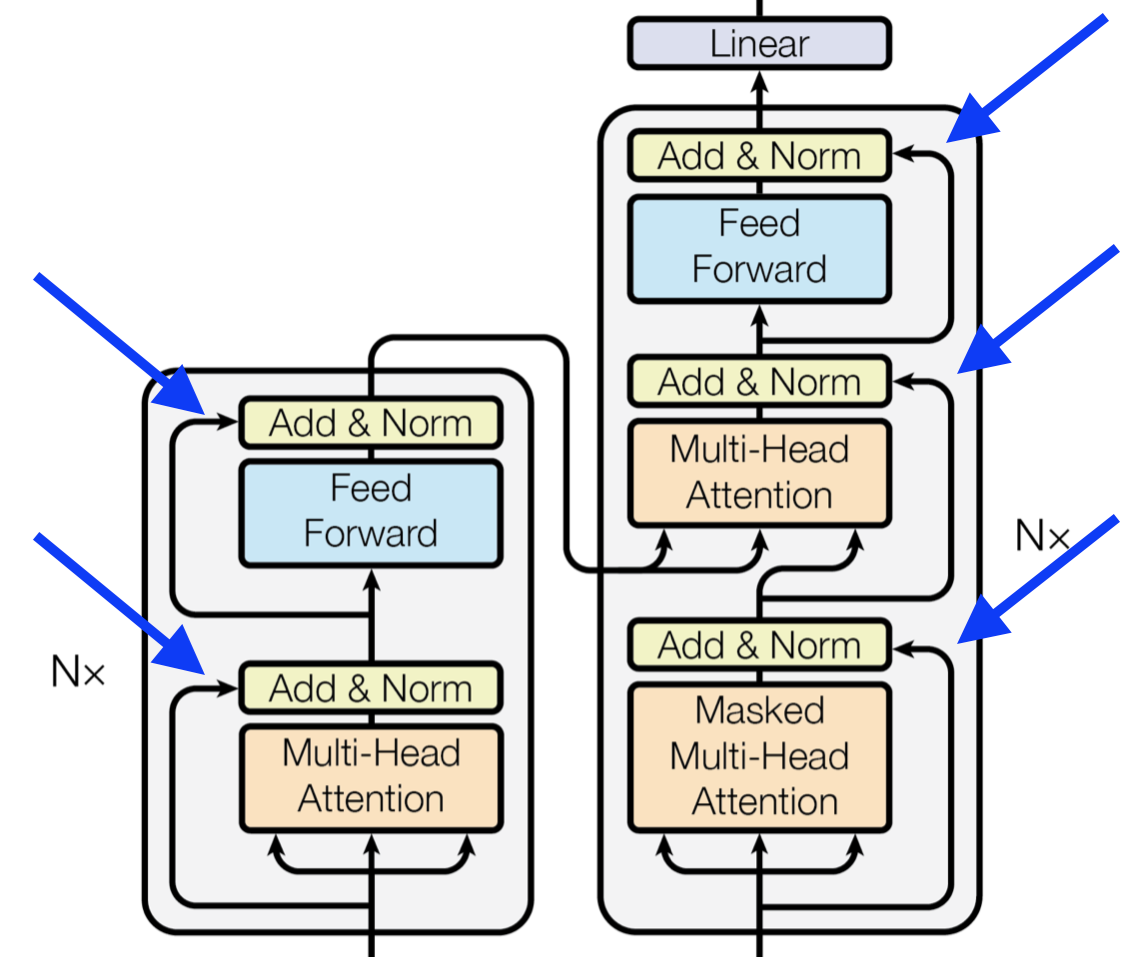 Linear
Add & Norm
Feed
Forward
Add & Norm
Multi-Head
Attention
Add & Norm
Masked
Multi-Head
Attention
Nx
Add & Norm
Feed
Forward
Add & Norm
Multi-Head
Attention
Nx